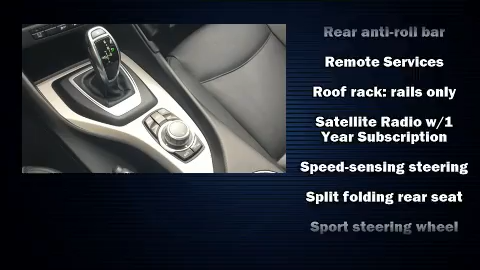 Rear anti-roll bar
Remote Services
Roof rack: rails only
Satellite Radio w/1
Year Subscription
Speed-sensing steering
Split folding rear seat
Sport steering wheel